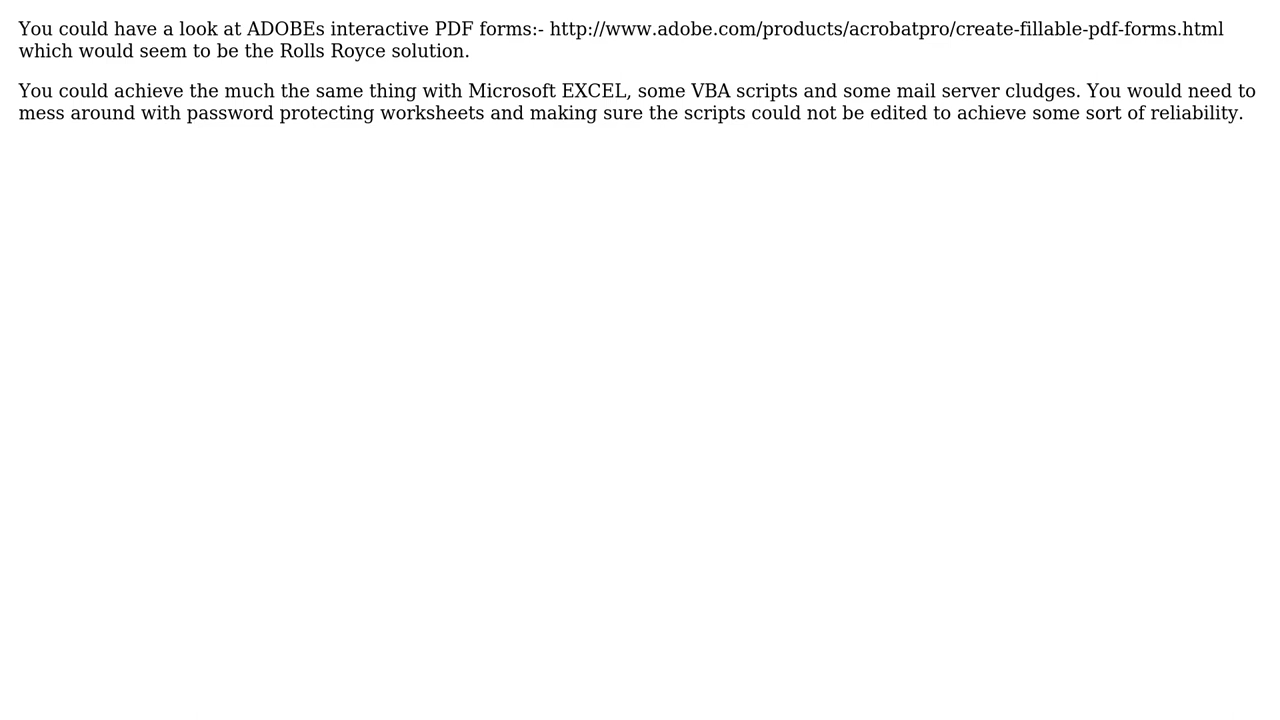 You could have a look at ADOBEs interactive PDF forms:- http://www.adobe.com/products/acrobatpro/create-fillable-pdf-forms.html
which would seem to be the Rolls Royce solution.
You could achieve the much the same thing with Microsoft EXCEL, some VBA scripts and some mail server cludges. You would need to
mess around with password protecting worksheets and making sure the scripts could not be edited to achieve some sort of reliability.